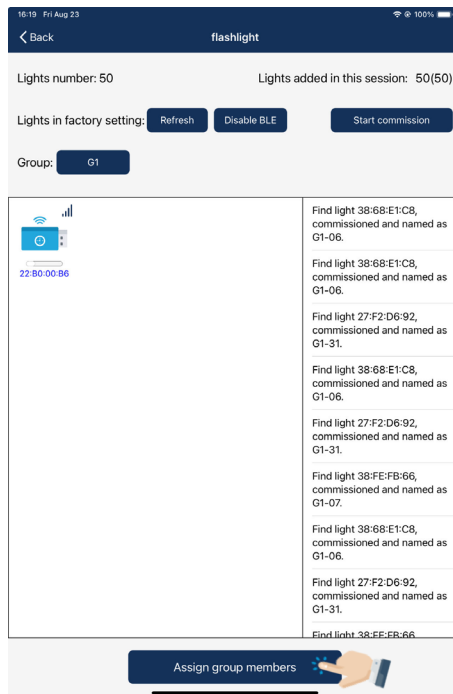 16:19 Fri Aug 23
100%
Back
flashlight
Lights number: 50
Lights added in this session: 50(50)
Lights in factory setting:
Refresh
Disable BLE
Start commission
Group:
G1
22:B0:00:B6
Find light 38:68:E1:C8,
commissioned and named as
G1-06.
Find light 38:68:E1:C8,
commissioned and named as
G1-06.
Find light 27:F2:D6:92,
commissioned and named as
G1-31.
Find light 38:68:E1:C8,
commissioned and named as
G1-06.
Find light 27:F2:D6:92,
commissioned and named as
G1-31.
Find light 38:FE:FB:66,
commissioned and named as
G1-07.
Find light 38:68:E1:C8,
commissioned and named as
G1-06.
Find light 27:F2:D6:92,
commissioned and named as
G1-31.
Find light 38:FE:FB:66
Assign group members